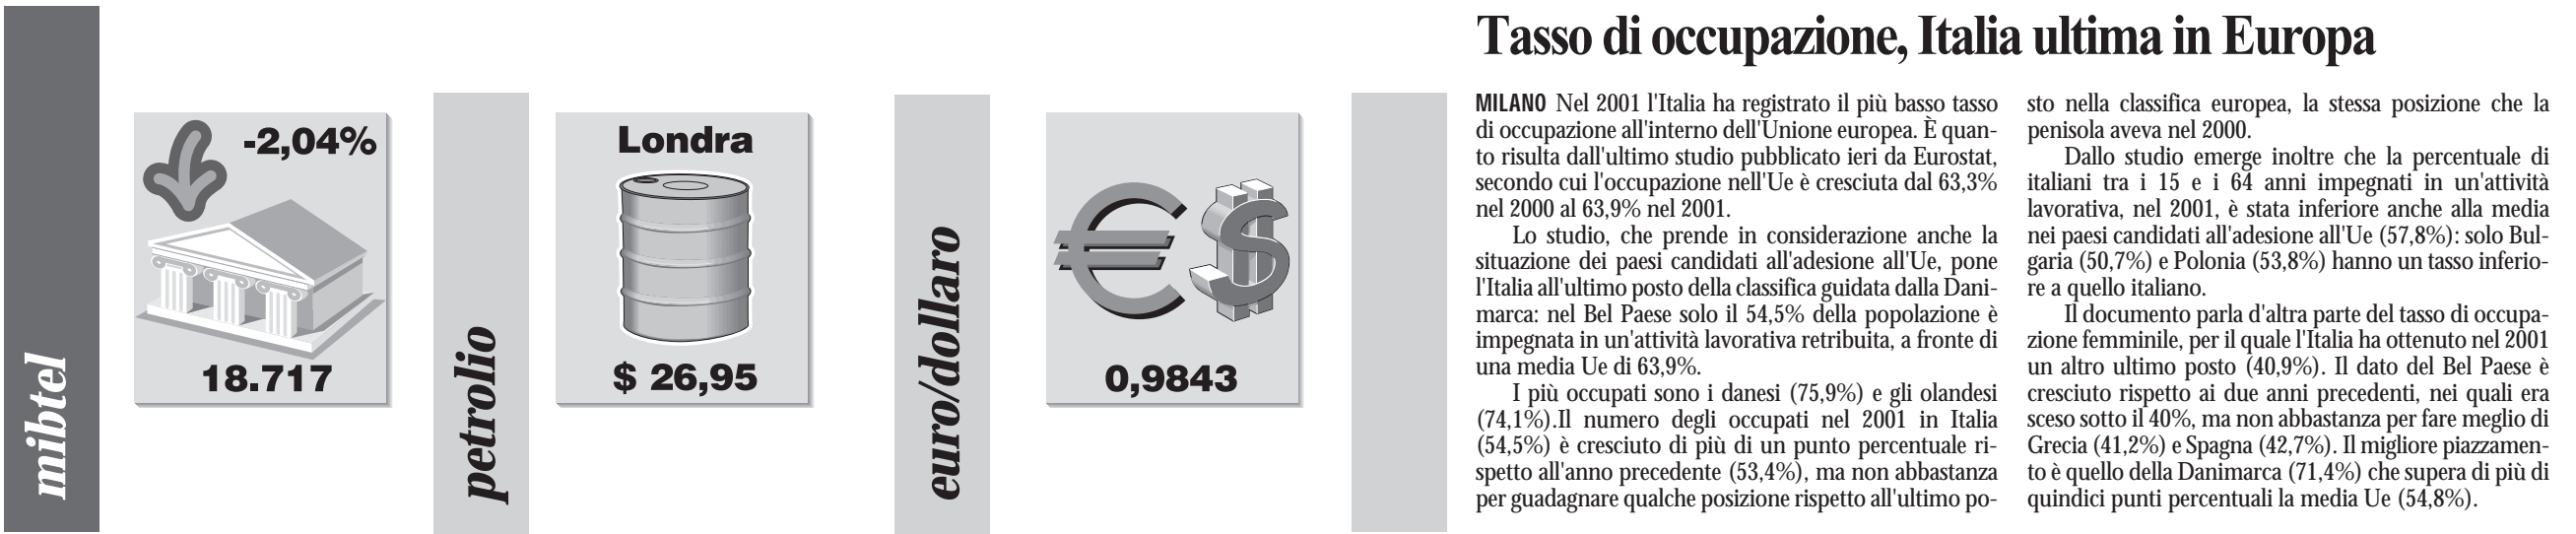 mibtel
-2,04%
18.717
petrolio
Londra
$ 26,95
euro/dollaro
0,9843
Tasso di occupazione, Italia ultima in Europa
MILANO Nel 2001 l'Italia ha registrato il più basso tasso
di occupazione all'interno dell'Unione europea. È quan-
to risulta dall'ultimo studio pubblicato ieri da Eurostat,
secondo cui l'occupazione nell'Ue è cresciuta dal 63,3%
nel 2000 al 63,9% nel 2001.
Lo studio, che prende in considerazione anche la
situazione dei paesi candidati all'adesione all'Ue, pone
l'Italia all'ultimo posto della classifica guidata dalla Dani-
marca: nel Bel Paese solo il 54,5% della popolazione è
impegnata in un'attività lavorativa retribuita, a fronte di
una media Ue di 63,9%.
I più occupati sono i danesi (75,9%) e gli olandesi
(74,1%).Il numero degli occupati nel 2001 in Italia
(54,5%) è cresciuto di più di un punto percentuale ri-
spetto all'anno precedente (53,4%), ma non abbastanza
per guadagnare qualche posizione rispetto all'ultimo po-
sto nella classifica europea, la stessa posizione che la
penisola aveva nel 2000.
Dallo studio emerge inoltre che la percentuale di
italiani tra i 15 e i 64 anni impegnati in un'attività
lavorativa, nel 2001, è stata inferiore anche alla media
nei paesi candidati all'adesione all'Ue (57,8%): solo Bul-
garia (50,7%) e Polonia (53,8%) hanno un tasso inferio-
re a quello italiano.
Il documento parla d'altra parte del tasso di occupa-
zione femminile, per il quale l'Italia ha ottenuto nel 2001
un altro ultimo posto (40,9%). Il dato del Bel Paese è
cresciuto rispetto ai due anni precedenti, nei quali era
sceso sotto il 40%, ma non abbastanza per fare meglio di
Grecia (41,2%) e Spagna (42,7%). Il migliore piazzamen-
to è quello della Danimarca (71,4%) che supera di più di
quindici punti percentuali la media Ue (54,8%).